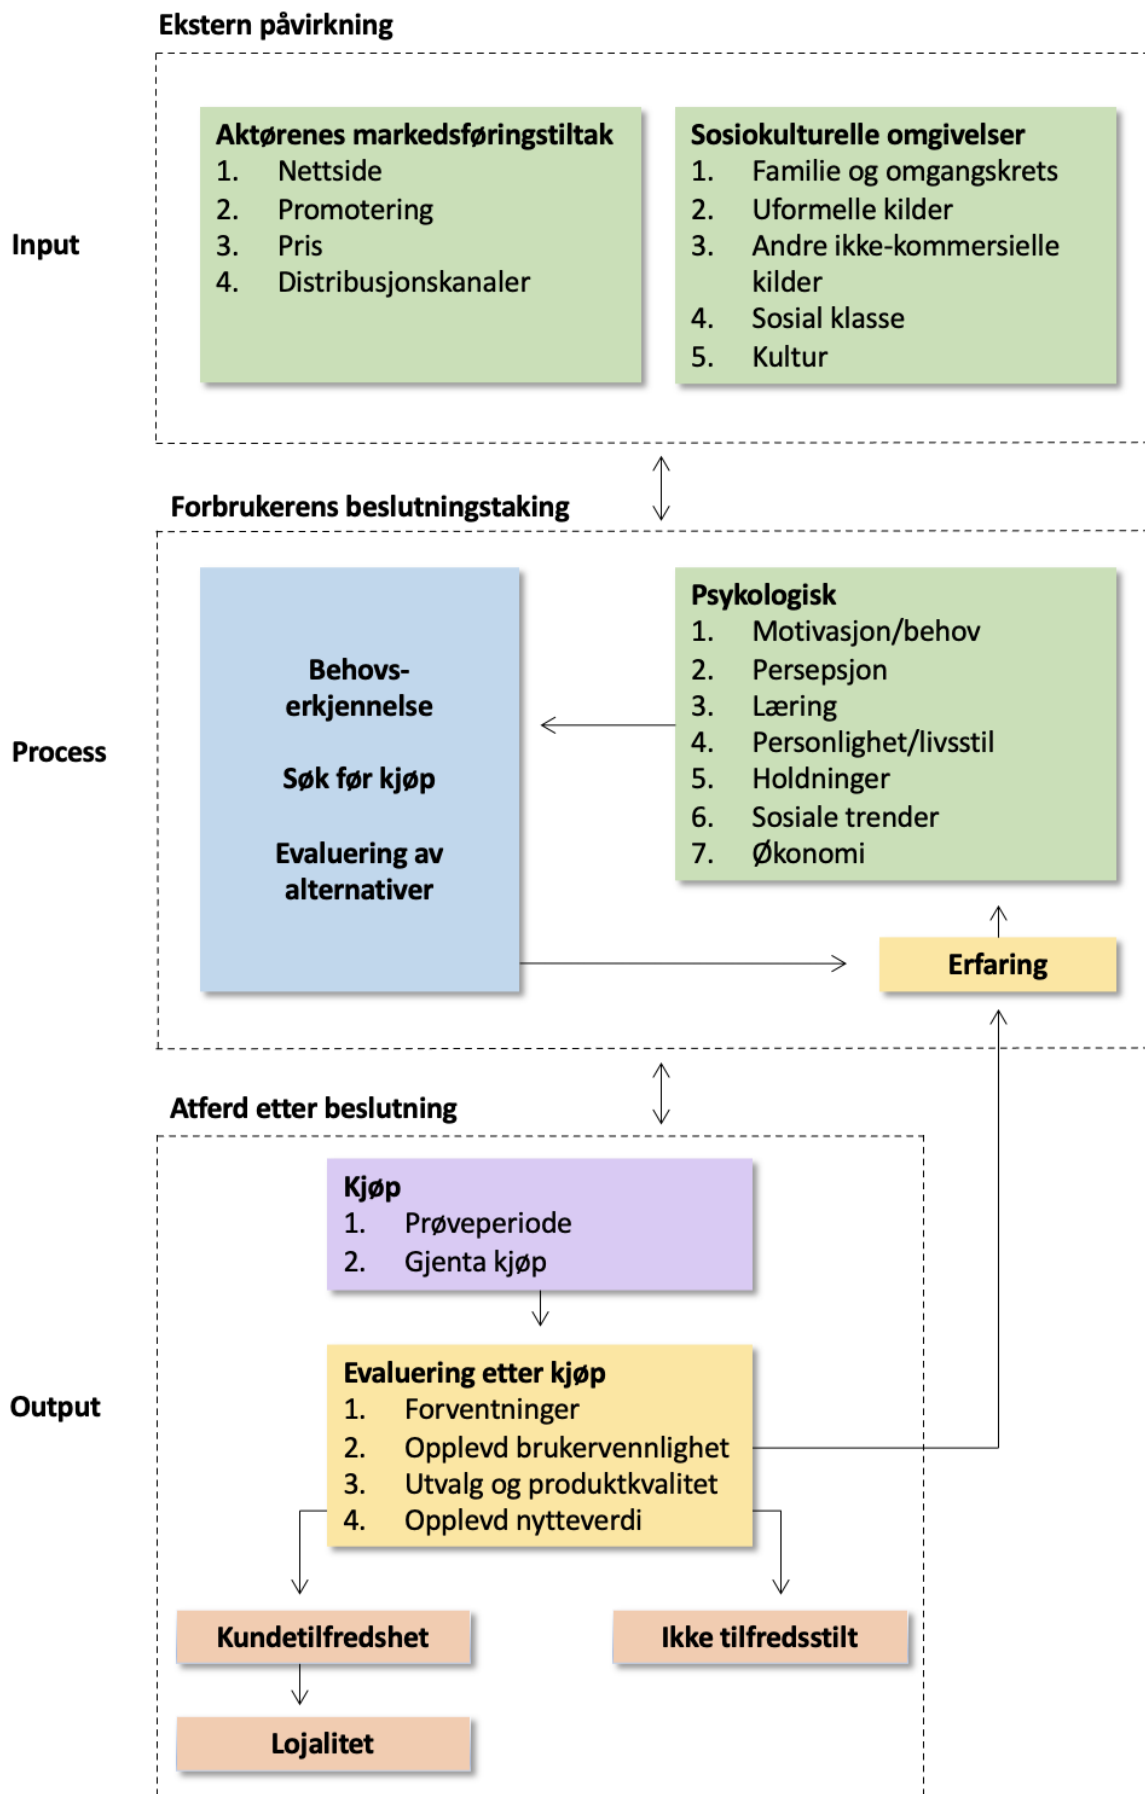 Ekstern påvirkning
Input
Aktørenes markedsføringstiltak
1. Nettside
2. Promotering
3. Pris
4. Distribusjonskanaler
Sosiokulturelle omgivelser
1. Familie og omgangskrets
2. Uformelle kilder
3. Andre ikke-kommersielle
kilder
4. Sosial klasse
5. Kultur
Forbrukerens beslutningstaking
Process
Behovs-
erkjennelse
Søk før kjøp
Evaluering av
alternativer
Psykologisk
1. Motivasjon/behov
2. Persepsjon
3. Læring
4. Personlighet/livsstil
5. Holdninger
6. Sosiale trender
7. Økonomi
Erfaring
Atferd etter beslutning
Output
Kjøp
1. Prøveperiode
2. Gjenta kjøp
Evaluering etter kjøp
1. Forventninger
2. Opplevd brukervennlighet
3. Utvalg og produktkvalitet
4. Opplevd nytteverdi
Kundetilfredshet
Ikke tilfredsstilt
Lojalitet